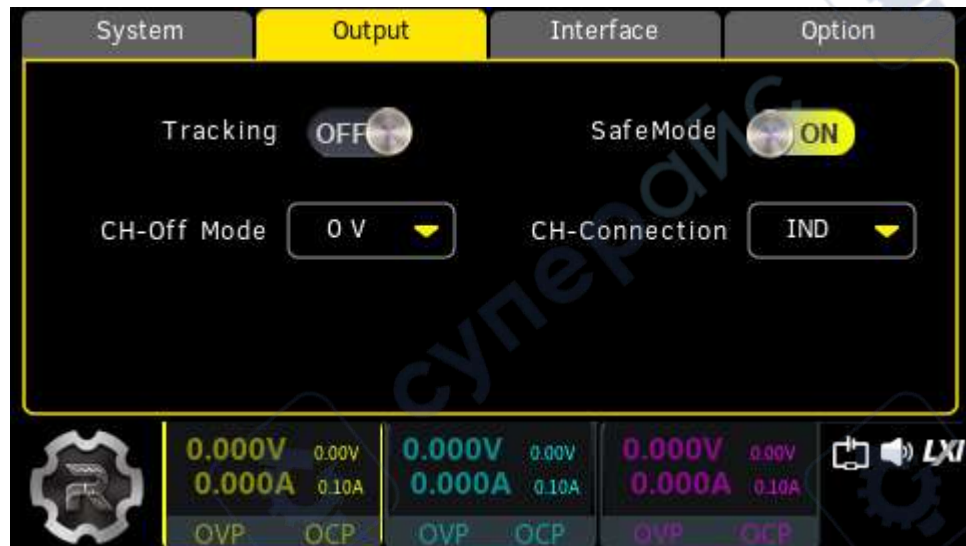 System Output Interface Option
Tracking OFF SafeMode ON
CH-Off Mode 0 V CH-Connection IND
суперайс
0.000V 0.00V 0.000V 0.00V 0.000V 0.00V
0.000A 0.10A 0.000A 0.10A 0.000A 0.10A
OVP OCP OVP OCP OVP OCP
R
LXI